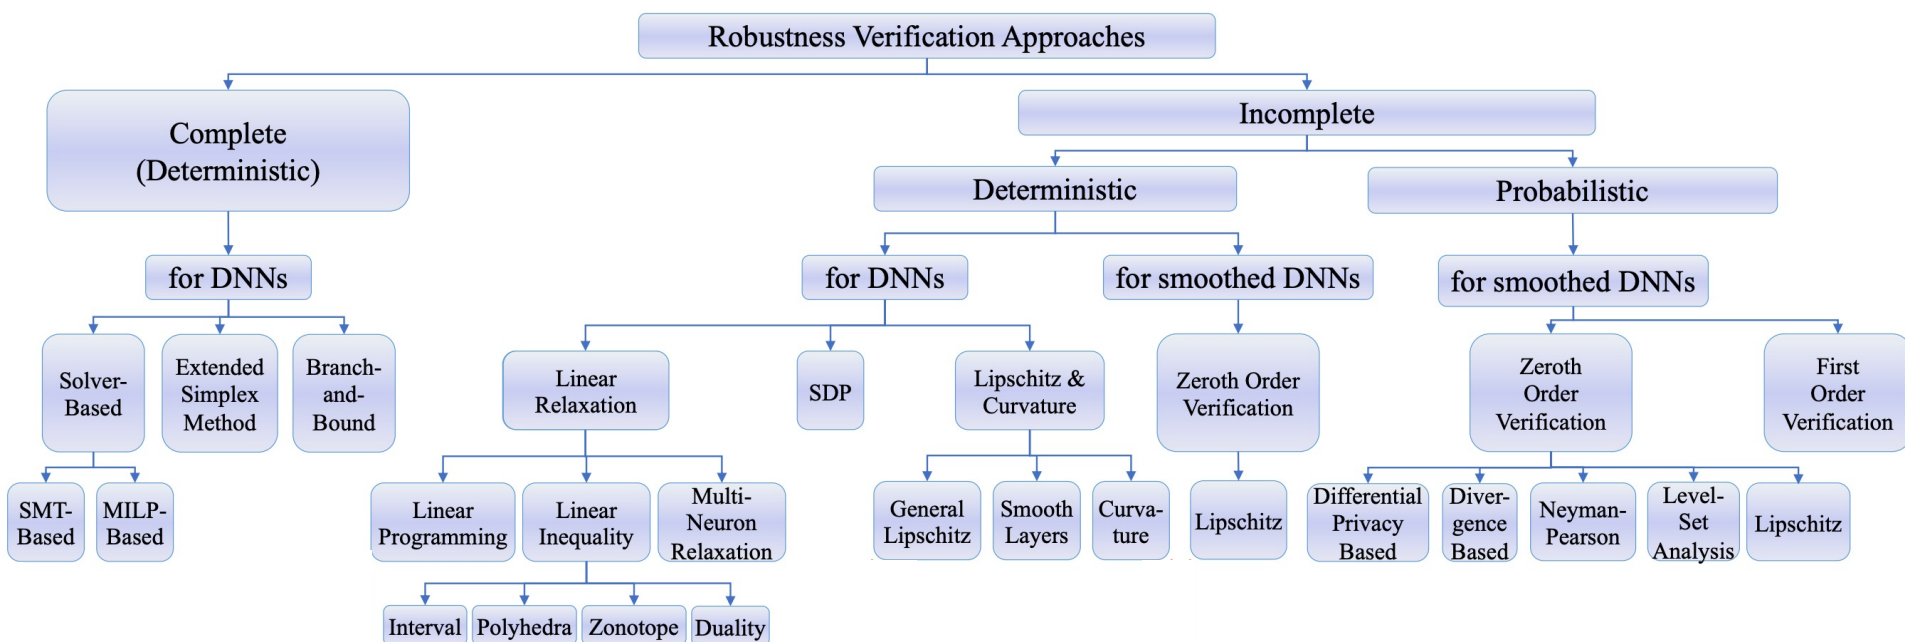 Robustness Verification Approaches
Complete
(Deterministic)
Incomplete
Deterministic
Probabilistic
for DNNs
for DNNs
for smoothed DNNs
for smoothed DNNs
Solver-
Based
Extended
Simplex
Method
Branch-
and-
Bound
Linear
Relaxation
SDP
Lipschitz &
Curvature
Zeroth Order
Verification
Zeroth
Order
Verification
First
Order
Verification
SMT-
Based
MILP-
Based
Linear
Programming
Linear
Inequality
Multi-
Neuron
Relaxation
General
Lipschitz
Smooth
Layers
Curva-
ture
Lipschitz
Differential
Privacy
Based
Diver-
gence
Based
Neyman-
Pearson
Level-
Set
Analysis
Lipschitz
Interval
Polyhedra
Zonotope
Duality